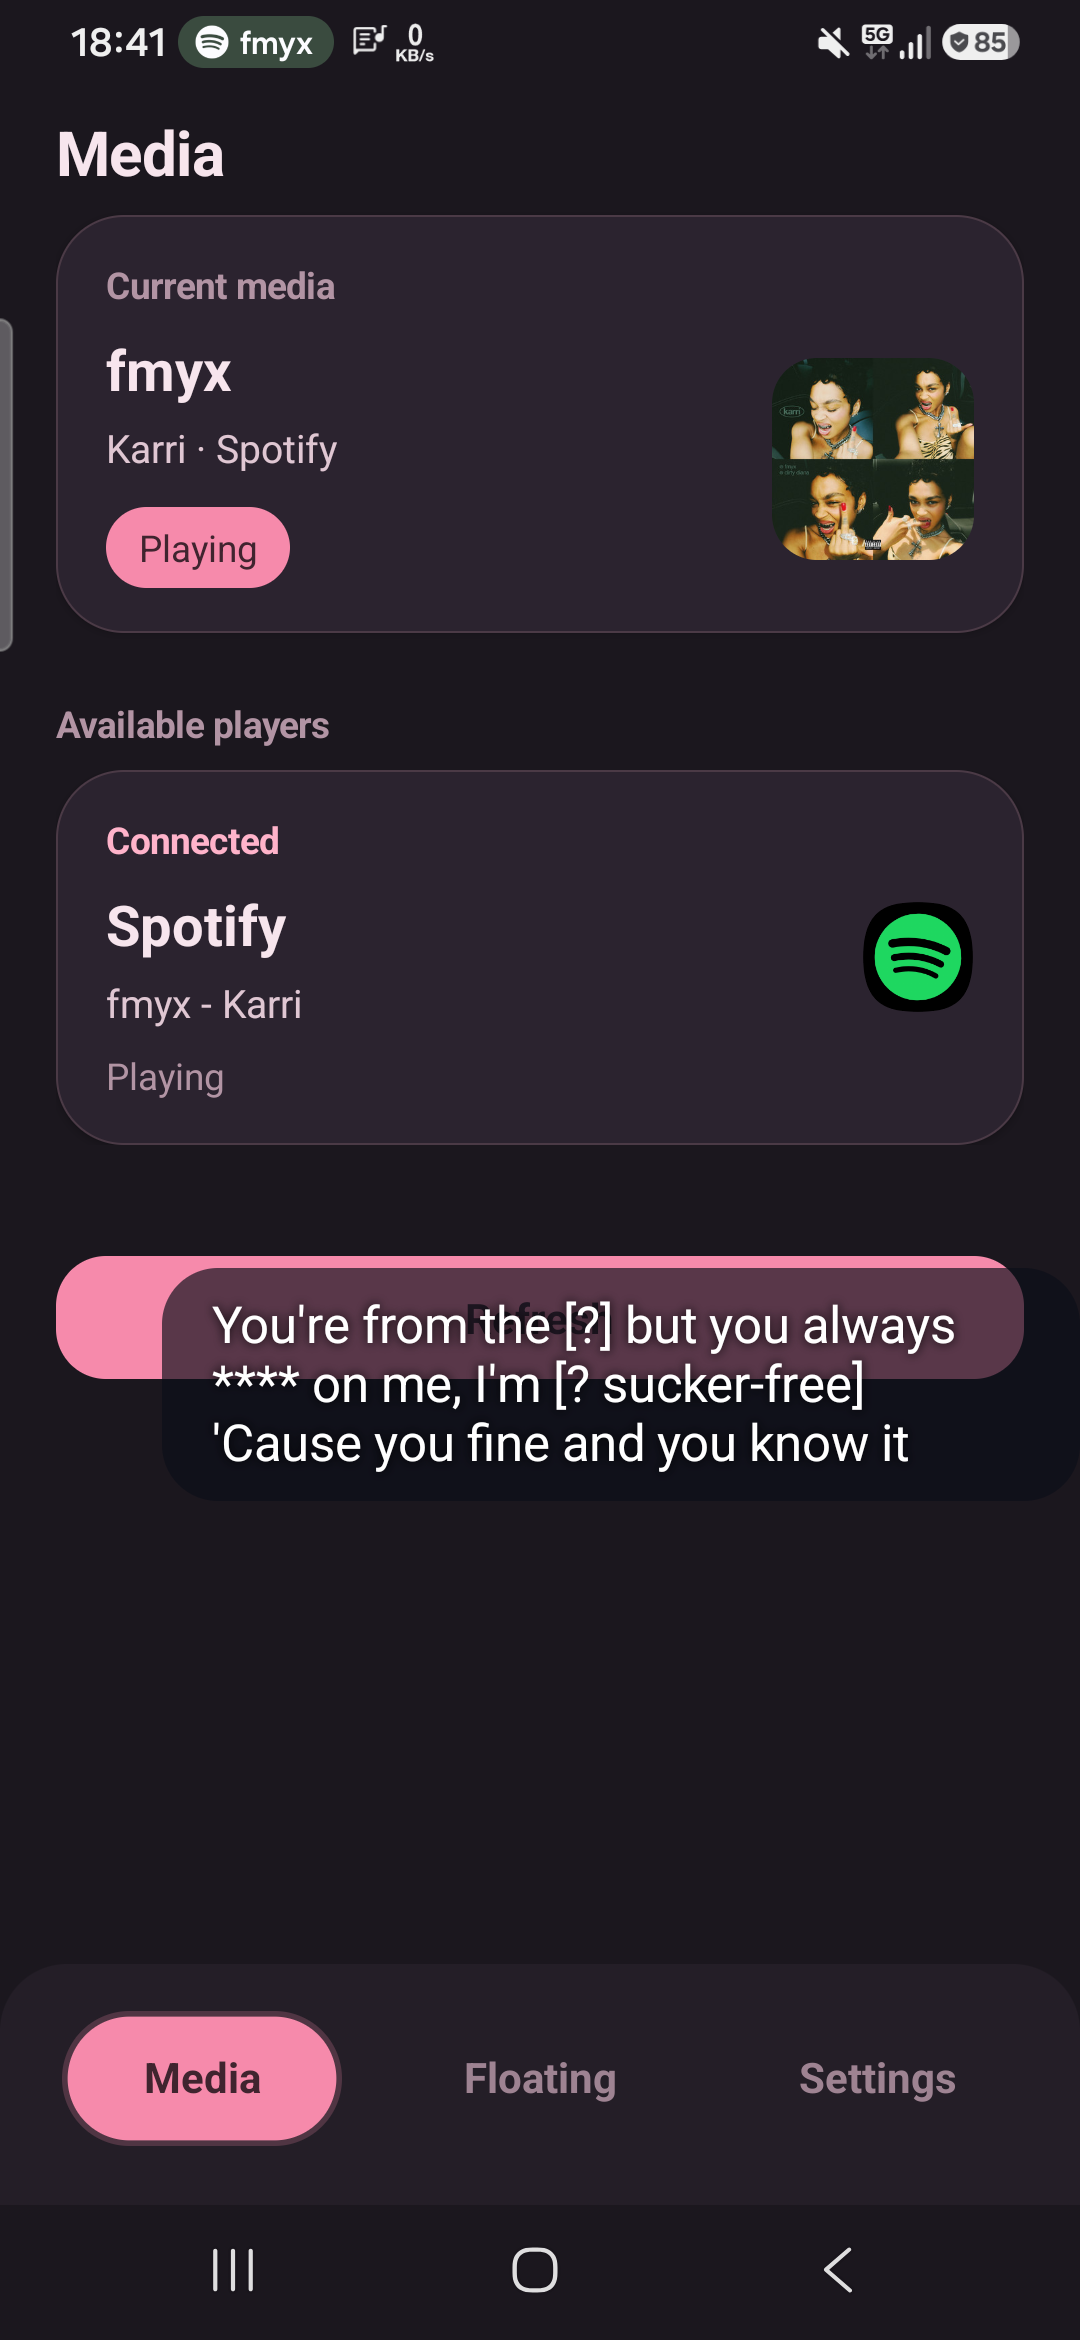 18:41 fmyx 0 KB/s 5G 85
Media
Current media
fmyx
Karri · Spotify
karri
Playing
Available players
Connected
Spotify
fmyx - Karri
Playing
You're from the [?] but you always
**** on me, I'm [? sucker-free]
'Cause you fine and you know it
Media Floating Settings